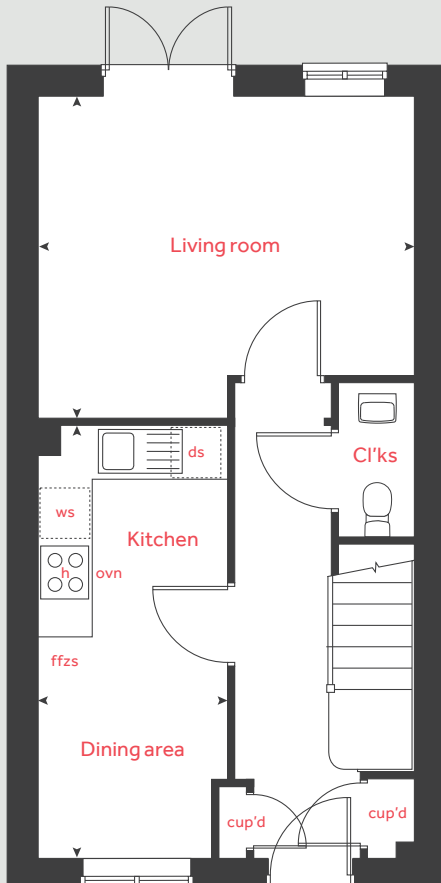 Living room
ds
Cl'ks
ws
Kitchen
h
ovn
ffzs
Dining area
cup'd
cup'd